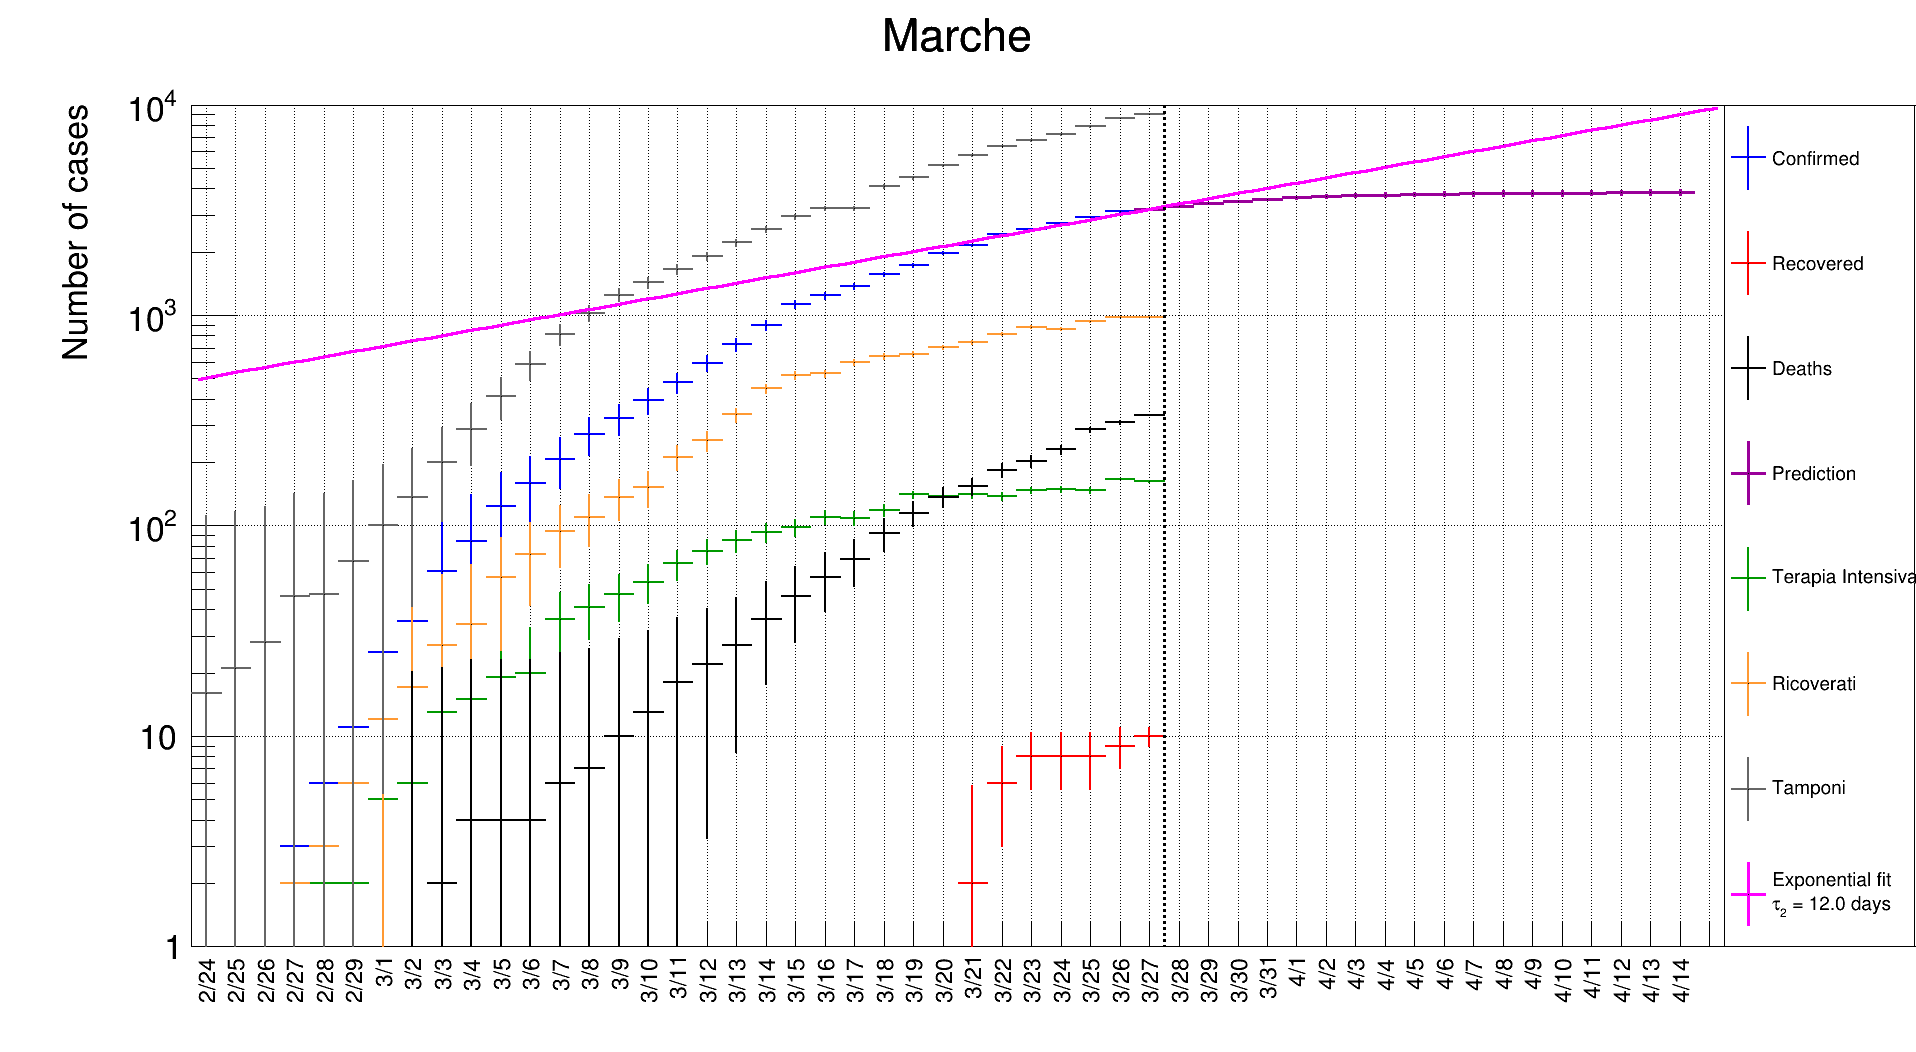 Marche
Number of cases
10^4
10^3
10^2
10
1
2/24 2/25 2/26 2/27 2/28 2/29 3/1 3/2 3/3 3/4 3/5 3/6 3/7 3/8 3/9 3/10 3/11 3/12 3/13 3/14 3/15 3/16 3/17 3/18 3/19 3/20 3/21 3/22 3/23 3/24 3/25 3/26 3/27 3/28 3/29 3/30 3/31 4/1 4/2 4/3 4/4 4/5 4/6 4/7 4/8 4/9 4/10 4/11 4/12 4/13 4/14
Confirmed
Recovered
Deaths
Prediction
Terapia Intensiva
Ricoverati
Tamponi
Exponential fit
τ₂ = 12.0 days